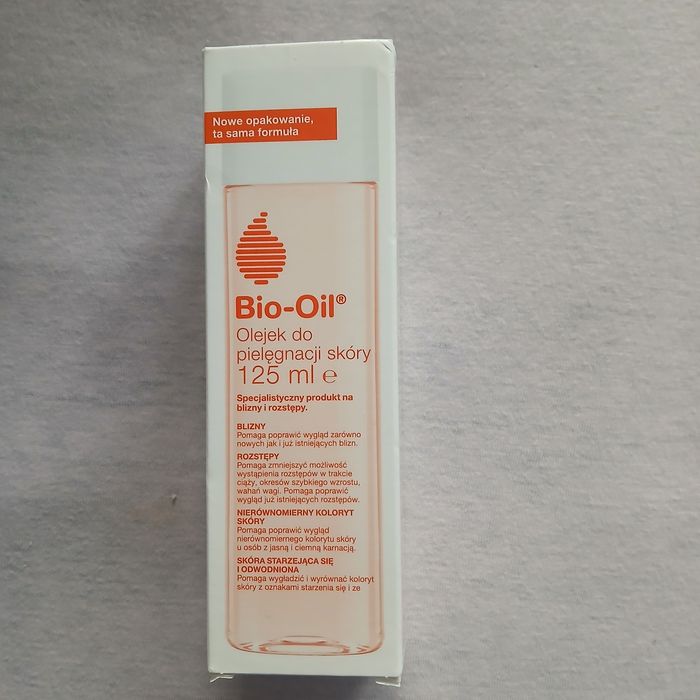 Nowe opakowanie,
ta sama formuła
Bio-Oil®
Olejek do
pielęgnacji skóry
125 ml ℮
Specjalistyczny produkt na
blizny i rozstępy.
BLIZNY
Pomaga poprawić wygląd zarówno
nowych jak i już istniejących blizn.
ROZSTĘPY
Pomaga zmniejszyć możliwość
wystąpienia rozstępów w trakcie
ciąży, okresów szybkiego wzrostu,
wahań wagi. Pomaga poprawić
wygląd już istniejących rozstępów.
NIERÓWNOMIERNY KOLORYT
SKÓRY
Pomaga poprawić wygląd
nierównomiernego kolorytu skóry
u osób z jasną i ciemną karnacją.
SKÓRA STARZEJĄCA SIĘ
I ODWODNIONA
Pomaga wygładzić i wyrównać koloryt
skóry z oznakami starzenia się i ze